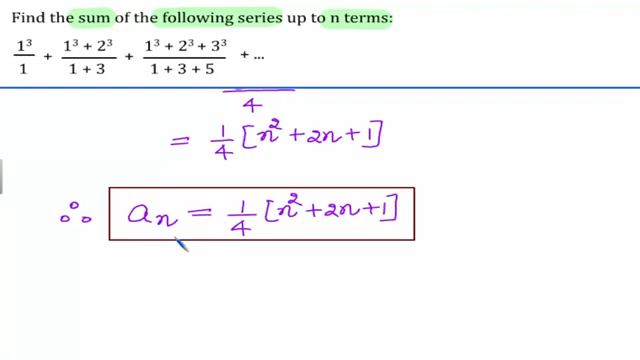 Find the sum of the following series up to n terms:
1³/1 + (1³ + 2³)/(1 + 3) + (1³ + 2³ + 3³)/(1 + 3 + 5) + ...
4
= 1/4 [n² + 2n + 1]
∴ aₙ = 1/4 [n² + 2n + 1]